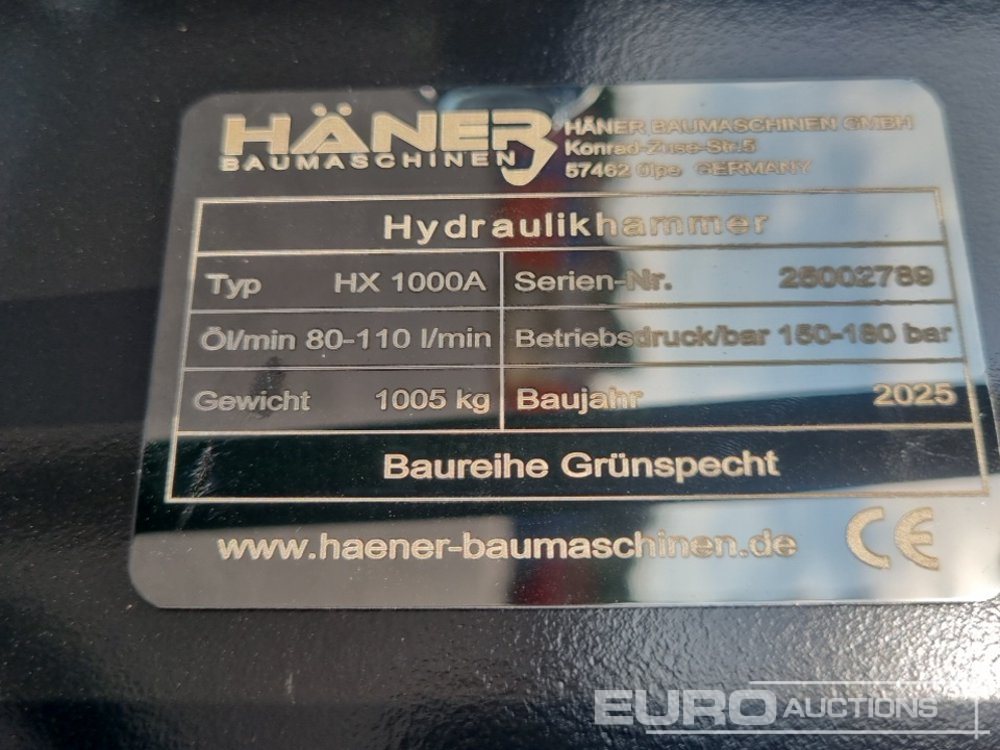 HÄNER
BAUMASCHINEN
HÄNER BAUMASCHINEN GMBH
Konrad-Zuse-Str.5
57462 Olpe GERMANY
Hydraulikhammer
Typ HX 1000A Serien-Nr. 25002789
Öl/min 80-110 l/min Betriebsdruck/bar 150-180 bar
Gewicht 1005 kg Baujahr 2025
Baureihe Grünspecht
www.haener-baumaschinen.de CE
EURO AUCTIONS